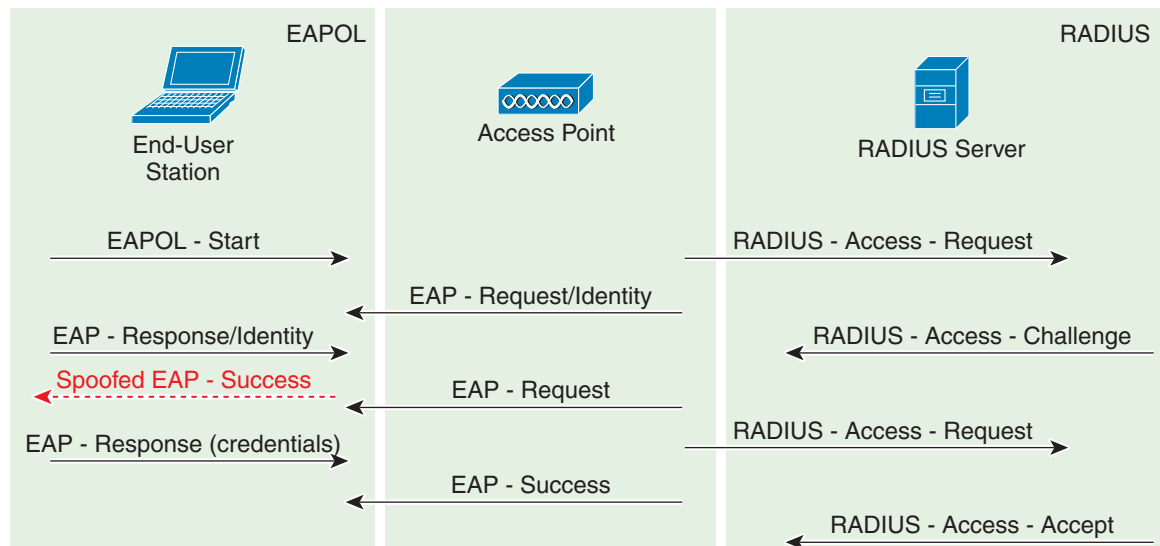 EAPOL
RADIUS
End-User
Station
Access Point
RADIUS Server
EAPOL - Start
RADIUS - Access - Request
EAP - Request/Identity
EAP - Response/Identity
RADIUS - Access - Challenge
Spoofed EAP - Success
EAP - Request
EAP - Response (credentials)
RADIUS - Access - Request
EAP - Success
RADIUS - Access - Accept